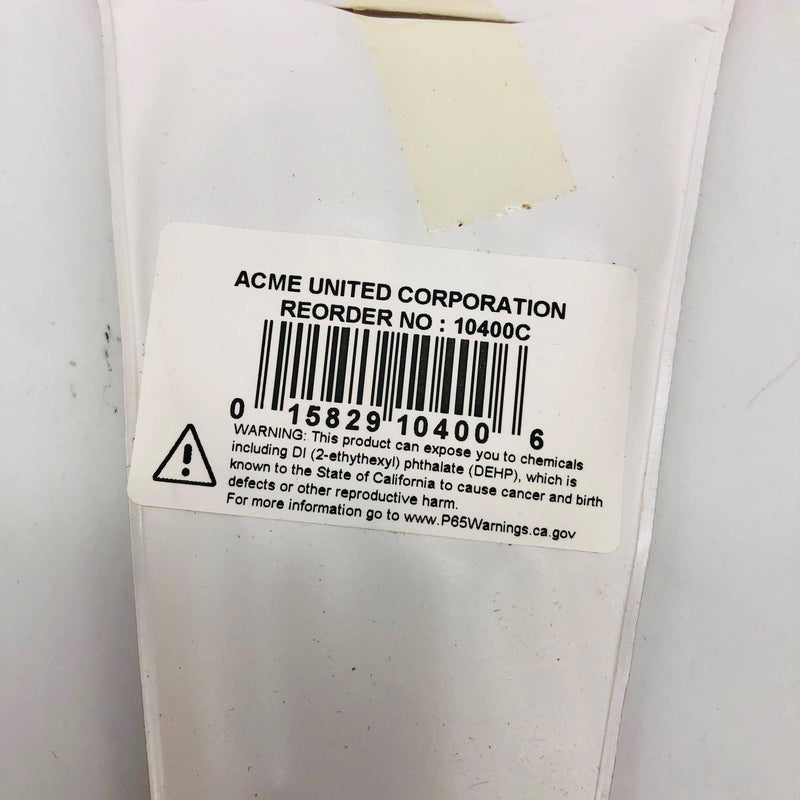 ACME UNITED CORPORATION
REORDER NO : 10400C
0 15829 10400 6
WARNING: This product can expose you to chemicals
including DI (2-ethythexyl) phthalate (DEHP), which is
known to the State of California to cause cancer and birth
defects or other reproductive harm.
For more information go to www.P65Warnings.ca.gov